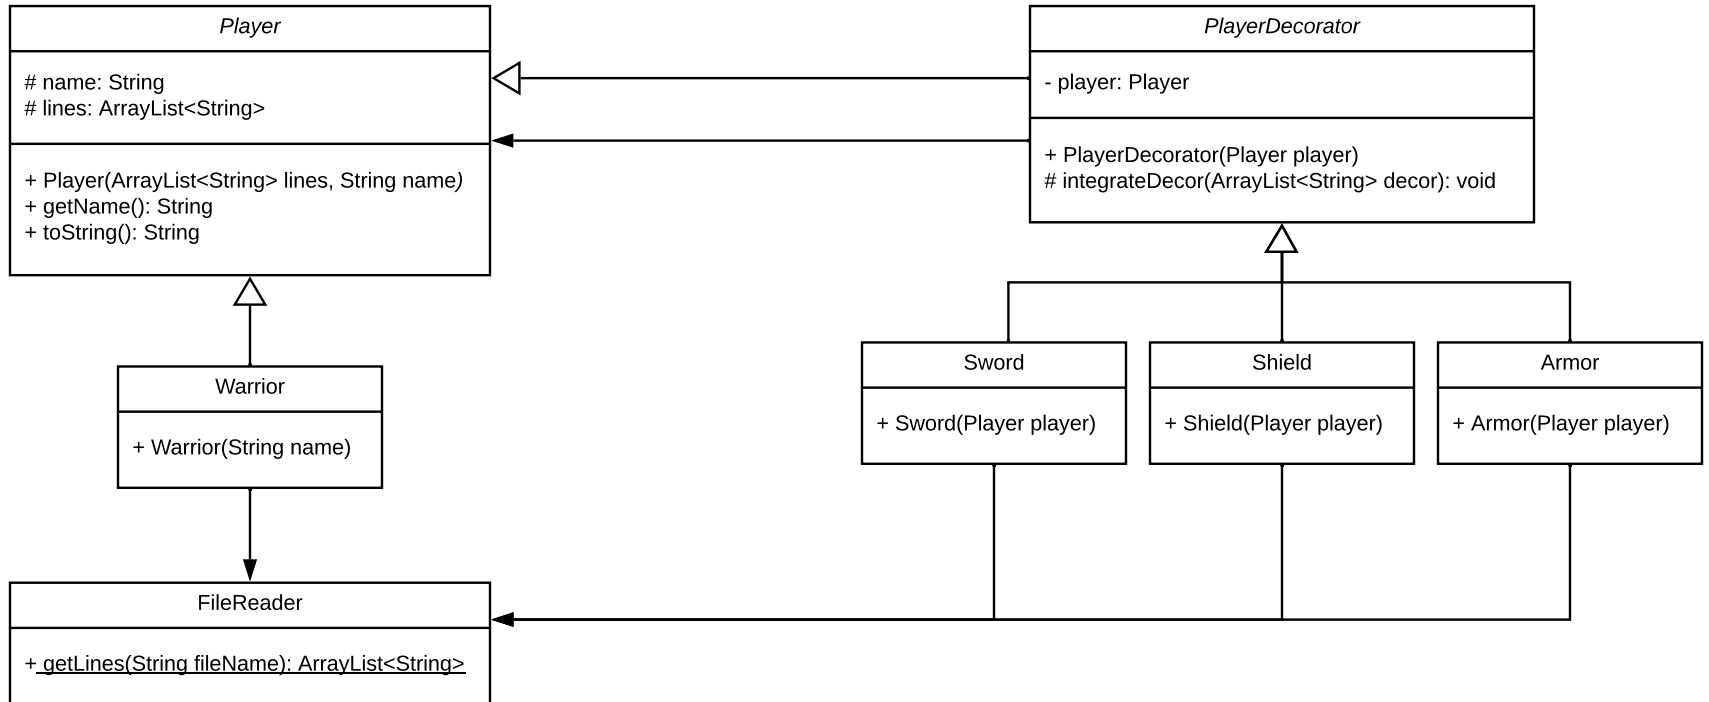 Player
# name: String
# lines: ArrayList<String>
+ Player(ArrayList<String> lines, String name)
+ getName(): String
+ toString(): String
PlayerDecorator
- player: Player
+ PlayerDecorator(Player player)
# integrateDecor(ArrayList<String> decor): void
Warrior
+ Warrior(String name)
Sword
+ Sword(Player player)
Shield
+ Shield(Player player)
Armor
+ Armor(Player player)
FileReader
+ getLines(String fileName): ArrayList<String>